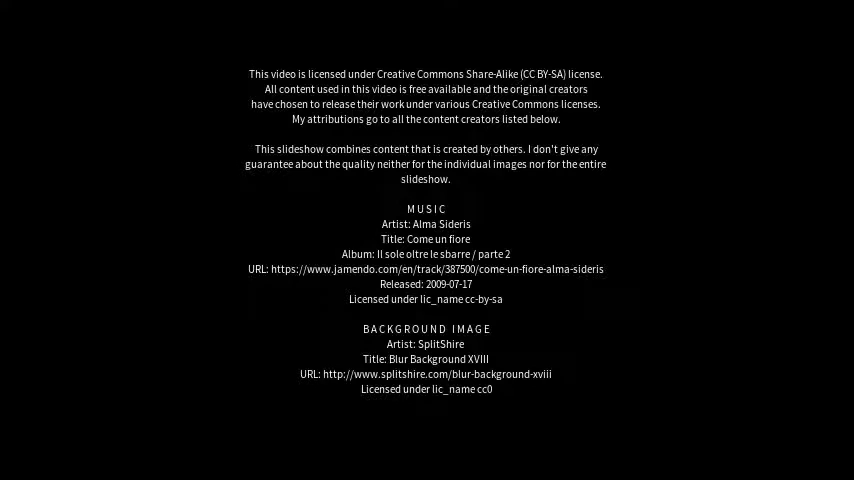 This video is licensed under Creative Commons Share-Alike (CC BY-SA) license.
All content used in this video is free available and the original creators
have chosen to release their work under various Creative Commons licenses.
My attributions go to all the content creators listed below.
This slideshow combines content that is created by others. I don't give any
guarantee about the quality neither for the individual images nor for the entire
slideshow.
MUSIC
Artist: Alma Sideris
Title: Come un fiore
Album: Il sole oltre le sbarre / parte 2
URL: https://www.jamendo.com/en/track/387500/come-un-fiore-alma-sideris
Released: 2009-07-17
Licensed under lic_name cc-by-sa
BACKGROUND IMAGE
Artist: SplitShire
Title: Blur Background XVIII
URL: http://www.splitshire.com/blur-background-xviii
Licensed under lic_name cc0